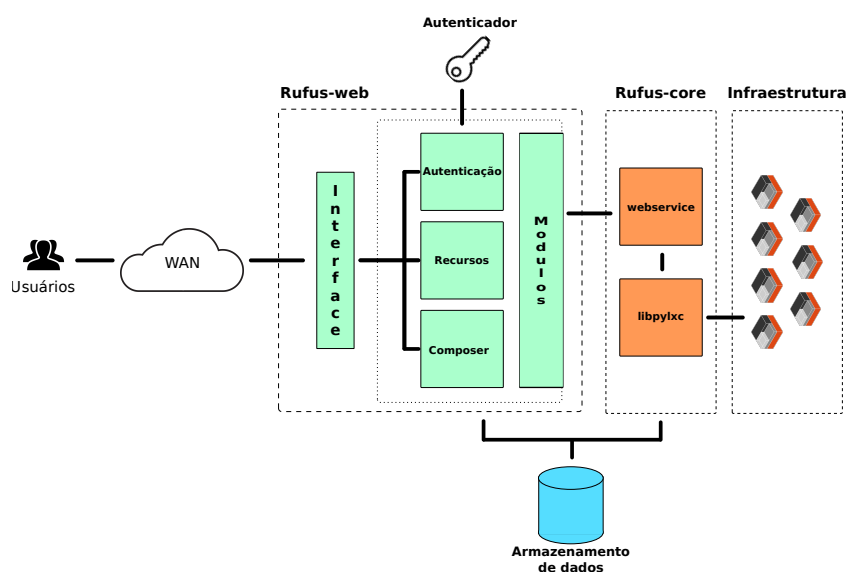 Autenticador
Rufus-web
Rufus-core
Infraestrutura
Interface
Autenticação
Modulos
webservice
Recursos
WAN
Usuários
libpylxc
Composer
Armazenamento
de dados